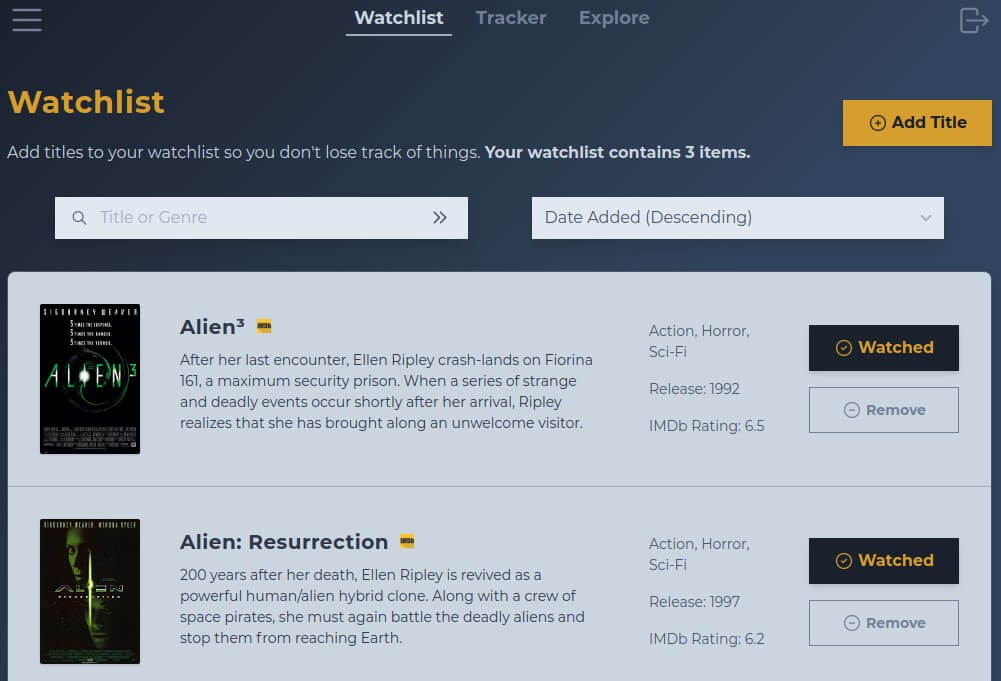 Watchlist Tracker Explore
Watchlist
Add Title
Add titles to your watchlist so you don't lose track of things. Your watchlist contains 3 items.
Title or Genre
Date Added (Descending)
SIGOURNEY WEAVER
3 TIMES THE SUSPENSE.
3 TIMES THE DANGER.
3 TIMES THE TERROR.
ALIEN³
Alien³ IMDb
After her last encounter, Ellen Ripley crash-lands on Fiorina
161, a maximum security prison. When a series of strange
and deadly events occur shortly after her arrival, Ripley
realizes that she has brought along an unwelcome visitor.
Action, Horror,
Sci-Fi
Release: 1992
IMDb Rating: 6.5
Watched
Remove
SIGOURNEY WEAVER WINONA RYDER
ALIEN
RESURRECTION
Alien: Resurrection IMDb
200 years after her death, Ellen Ripley is revived as a
powerful human/alien hybrid clone. Along with a crew of
space pirates, she must again battle the deadly aliens and
stop them from reaching Earth.
Action, Horror,
Sci-Fi
Release: 1997
IMDb Rating: 6.2
Watched
Remove